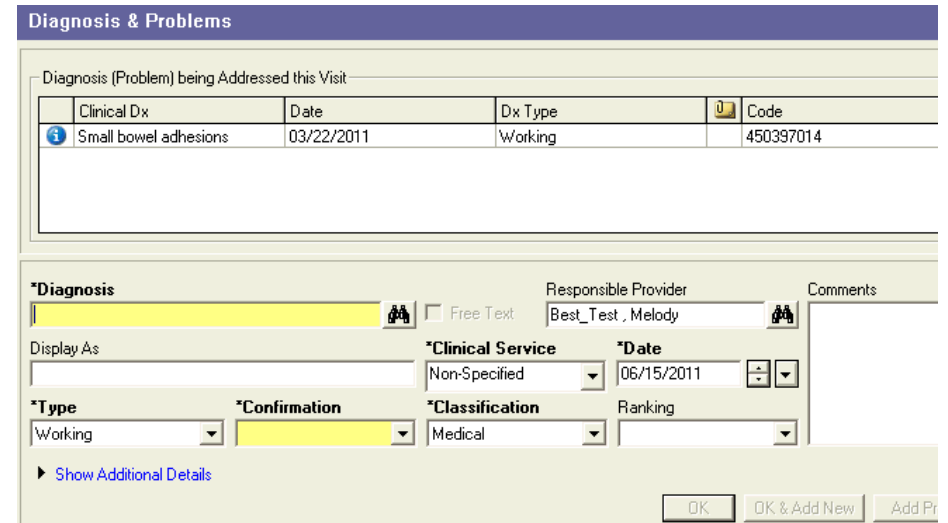 Diagnosis & Problems
Diagnosis (Problem) being Addressed this Visit
Clinical Dx Date Dx Type Code
Small bowel adhesions 03/22/2011 Working 450397014
*Diagnosis Responsible Provider Comments
Free Text Best_Test , Melody
Display As *Clinical Service *Date
Non-Specified 06/15/2011
*Type *Confirmation *Classification Ranking
Working Medical
Show Additional Details
OK OK & Add New Add Pr